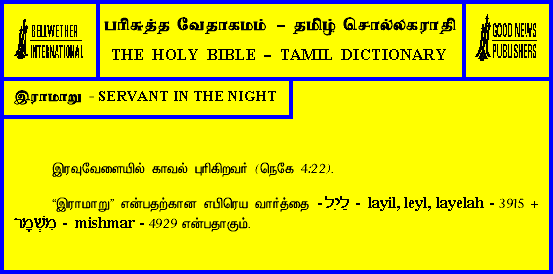 BELLWETHER
INTERNATIONAL
பரிசுத்த வேதாகமம் – தமிழ் சொல்லகராதி
THE HOLY BIBLE – TAMIL DICTIONARY
GOOD NEWS
PUBLISHERS
இராமாறு - SERVANT IN THE NIGHT
இரவுவேளையில் காவல் புரிகிறவர் (நெகே 4:22).
“இராமாறு” என்பதற்கான எபிரெய வார்த்தை - לַיִל - layil, leyl, layelah - 3915 +
מִשְׁמָר - mishmar - 4929 என்பதாகும்.